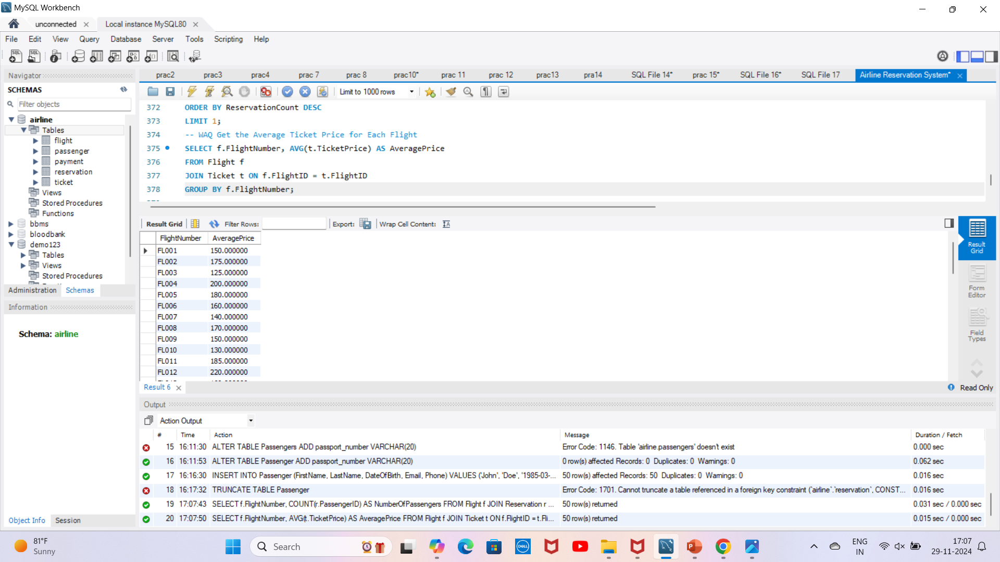 MySQL Workbench
unconnected
Local instance MySQL80
File Edit View Query Database Server Tools Scripting Help
Navigator
SCHEMAS
Filter objects
airline
Tables
flight
passenger
payment
reservation
ticket
Views
Stored Procedures
Functions
bbms
bloodbank
demo123
Tables
Views
Stored Procedures
Administration Schemas
Information
Schema: airline
Object Info Session
prac2 prac3 prac4 prac 7 prac 8 prac10* prac 11 prac 12 prac13 pra14 SQL File 14* prac 15* SQL File 16* SQL File 17 Airline Reservation System*
Limit to 1000 rows
372 ORDER BY ReservationCount DESC
373 LIMIT 1;
374 -- WAQ Get the Average Ticket Price for Each Flight
375 SELECT f.FlightNumber, AVG(t.TicketPrice) AS AveragePrice
376 FROM Flight f
377 JOIN Ticket t ON f.FlightID = t.FlightID
378 GROUP BY f.FlightNumber;
Result Grid Filter Rows: Export: Wrap Cell Content:
FlightNumber AveragePrice
FL001 150.000000
FL002 175.000000
FL003 125.000000
FL004 200.000000
FL005 180.000000
FL006 160.000000
FL007 140.000000
FL008 170.000000
FL009 150.000000
FL010 130.000000
FL011 185.000000
FL012 220.000000
Result Grid
Form Editor
Field Types
Result 6
Read Only
Output
Action Output
# Time Action Message Duration / Fetch
15 16:11:30 ALTER TABLE Passengers ADD passport_number VARCHAR(20) Error Code: 1146. Table 'airline.passengers' doesn't exist 0.000 sec
16 16:11:53 ALTER TABLE Passenger ADD passport_number VARCHAR(20) 0 row(s) affected Records: 0 Duplicates: 0 Warnings: 0 0.062 sec
17 16:16:30 INSERT INTO Passenger (FirstName, LastName, DateOfBirth, Email, Phone) VALUES ('John', 'Doe', '1985-03-... 50 row(s) affected Records: 50 Duplicates: 0 Warnings: 0 0.016 sec
18 16:17:32 TRUNCATE TABLE Passenger Error Code: 1701. Cannot truncate a table referenced in a foreign key constraint (`airline`.`reservation`, CONST... 0.016 sec
19 17:07:43 SELECT f.FlightNumber, COUNT(r.PassengerID) AS NumberOfPassengers FROM Flight f JOIN Reservation r ... 50 row(s) returned 0.031 sec / 0.000 sec
20 17:07:50 SELECT f.FlightNumber, AVG(t.TicketPrice) AS AveragePrice FROM Flight f JOIN Ticket t ON f.FlightID = t.Fli... 50 row(s) returned 0.015 sec / 0.000 sec
81°F
Sunny
Search
DELL
ENG
IN
17:07
29-11-2024